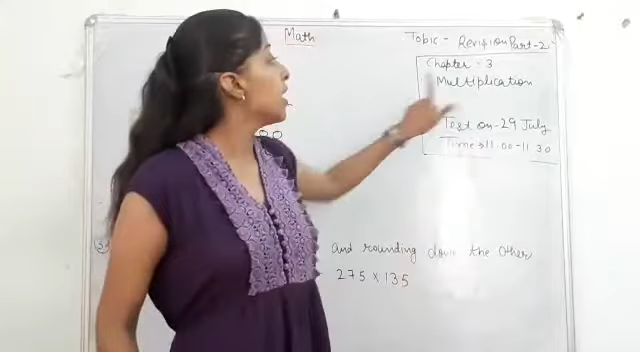 Math
Topic - Revision Part-2
Chapter - 3
Multiplication
Test on - 29 July
Time → 11.00-11.30
00
and rounding down the other
275 × 135